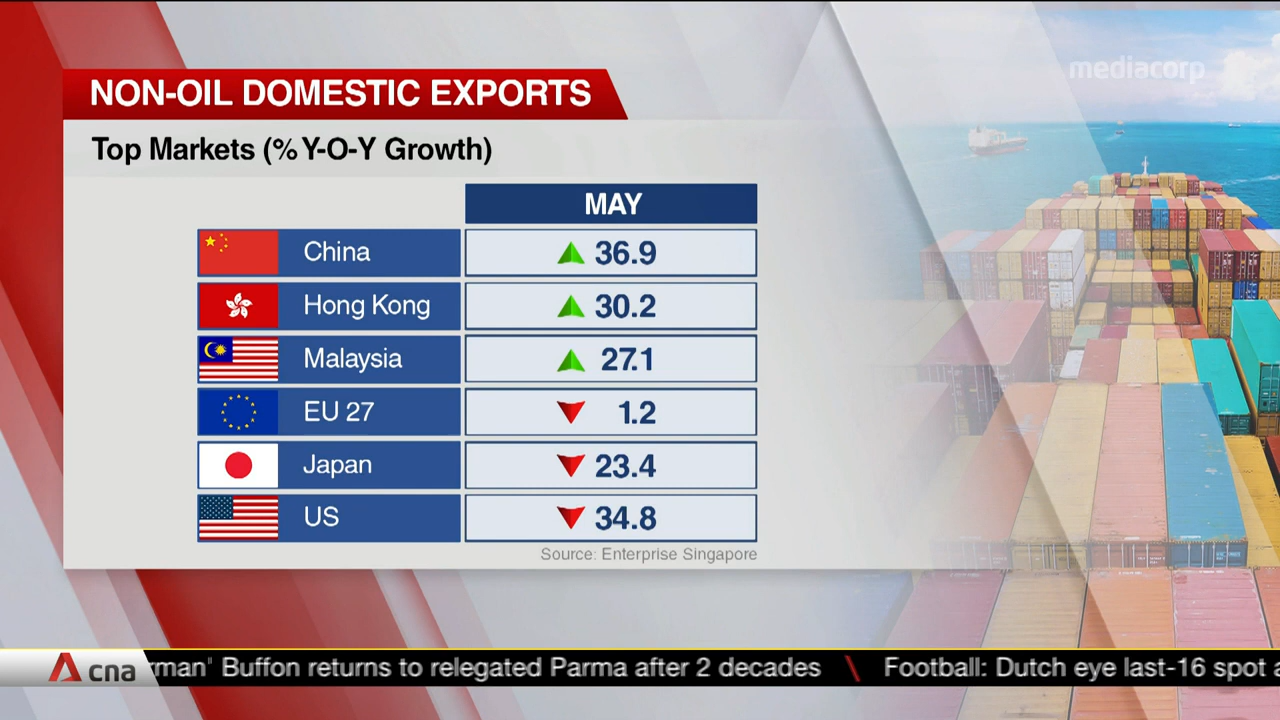 mediacorp
NON-OIL DOMESTIC EXPORTS
Top Markets (% Y-O-Y Growth)
MAY
China 36.9
Hong Kong 30.2
Malaysia 27.1
EU 27 1.2
Japan 23.4
US 34.8
Source: Enterprise Singapore
cna rman' Buffon returns to relegated Parma after 2 decades \ Football: Dutch eye last-16 spot a